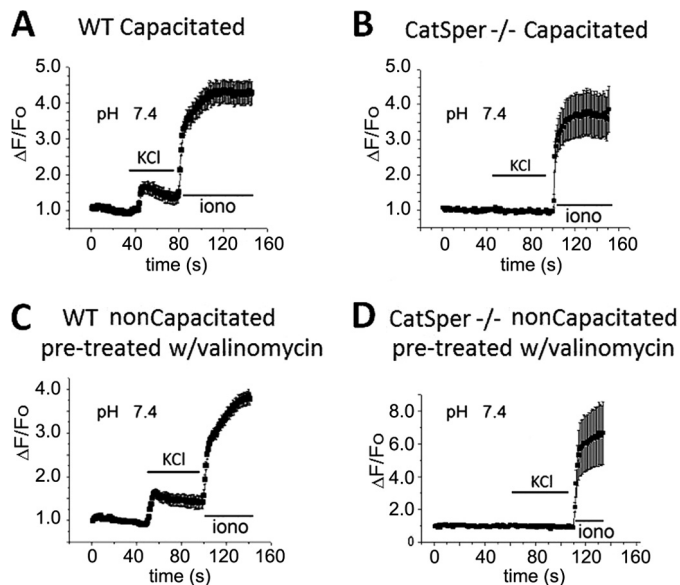 A WT Capacitated
5.0
4.0
3.0
2.0
1.0
ΔF/Fo
pH 7.4
KCl
iono
0 40 80 120 160
time (s)
B CatSper -/- Capacitated
5.0
4.0
3.0
2.0
1.0
ΔF/Fo
pH 7.4
KCl
iono
0 40 80 120 160
time (s)
C WT nonCapacitated
pre-treated w/valinomycin
4.0
3.0
2.0
1.0
ΔF/Fo
pH 7.4
KCl
iono
0 40 80 120 160
time (s)
D CatSper -/- nonCapacitated
pre-treated w/valinomycin
8.0
6.0
4.0
2.0
0
ΔF/Fo
pH 7.4
KCl
iono
0 40 80 120 160
time (s)